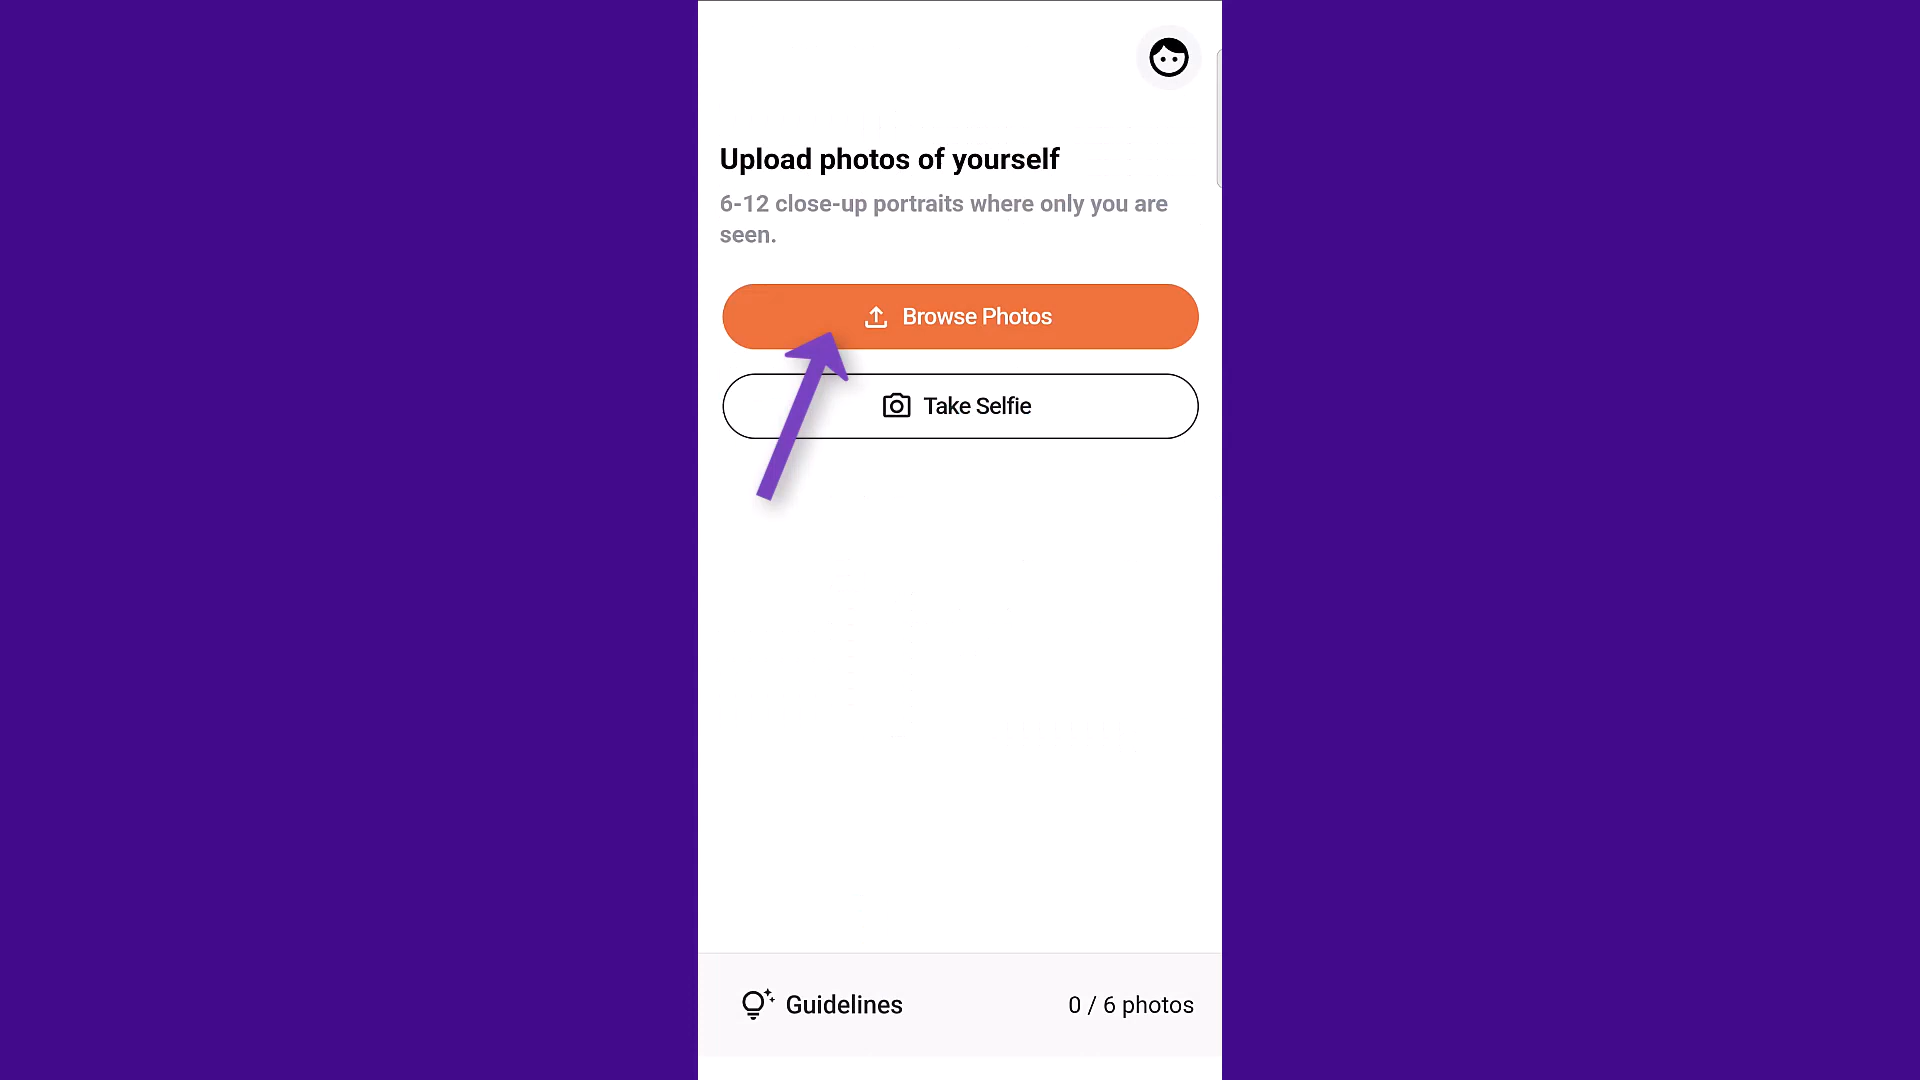 Upload photos of yourself
6-12 close-up portraits where only you are
seen.
Browse Photos
Take Selfie
Guidelines
0 / 6 photos